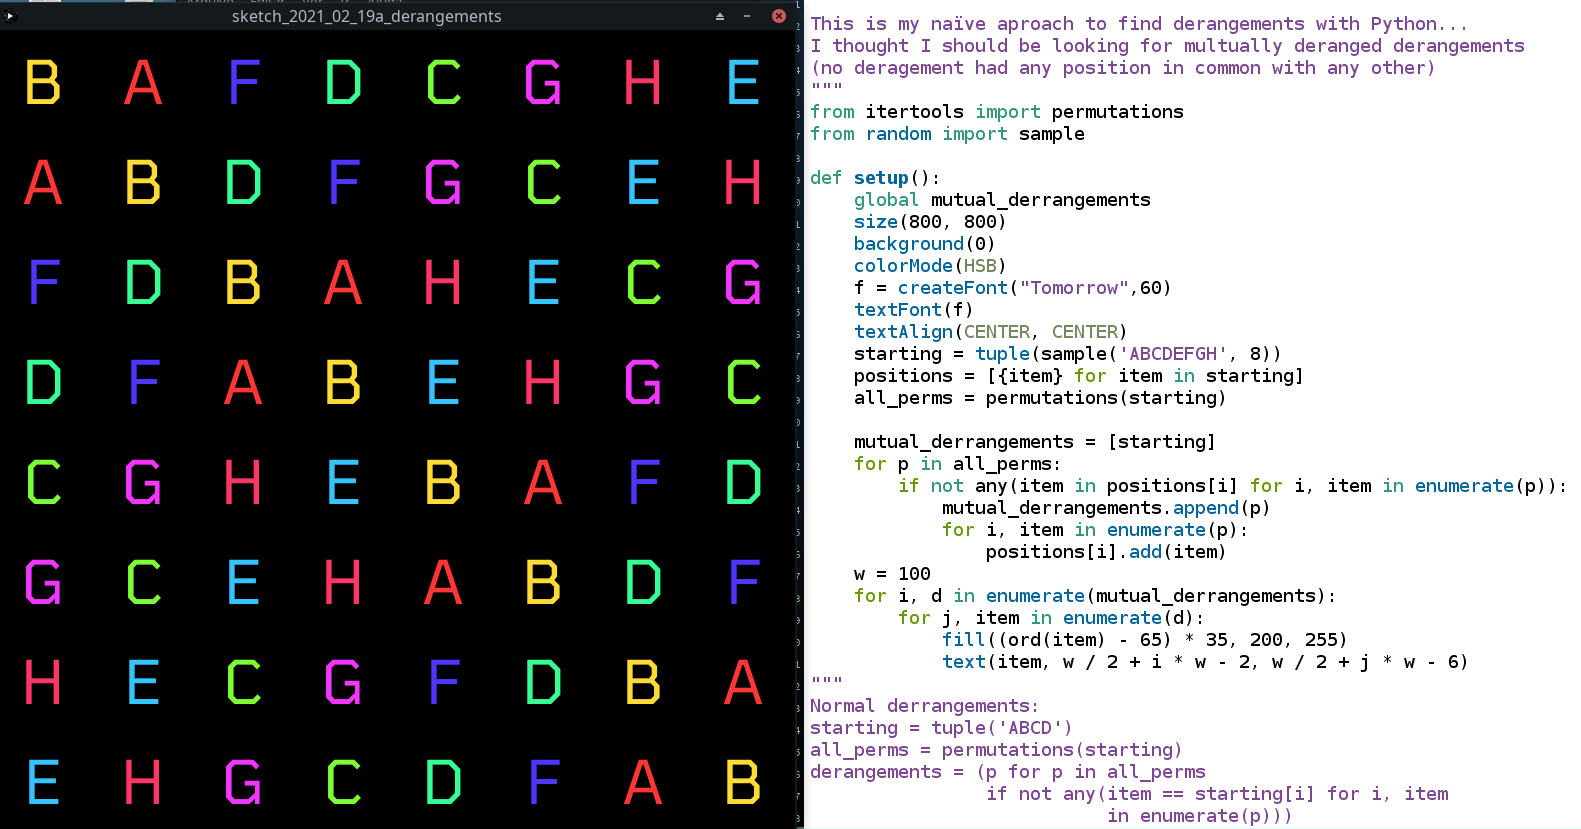 sketch_2021_02_19a_derangements
B A F D C G H E
A B D F G C E H
F D B A H E C G
D F A B E H G C
C G H E B A F D
G C E H A B D F
H E C G F D B A
E H G C D F A B
This is my naïve aproach to find derangements with Python...
I thought I should be looking for multually deranged derangements
(no deragement had any position in common with any other)
"""
from itertools import permutations
from random import sample
def setup():
    global mutual_derrangements
    size(800, 800)
    background(0)
    colorMode(HSB)
    f = createFont("Tomorrow",60)
    textFont(f)
    textAlign(CENTER, CENTER)
    starting = tuple(sample('ABCDEFGH', 8))
    positions = [{item} for item in starting]
    all_perms = permutations(starting)
    mutual_derrangements = [starting]
    for p in all_perms:
        if not any(item in positions[i] for i, item in enumerate(p)):
            mutual_derrangements.append(p)
            for i, item in enumerate(p):
                positions[i].add(item)
    w = 100
    for i, d in enumerate(mutual_derrangements):
        for j, item in enumerate(d):
            fill((ord(item) - 65) * 35, 200, 255)
            text(item, w / 2 + i * w - 2, w / 2 + j * w - 6)
"""
Normal derrangements:
starting = tuple('ABCD')
all_perms = permutations(starting)
derangements = (p for p in all_perms
                if not any(item == starting[i] for i, item
                           in enumerate(p)))